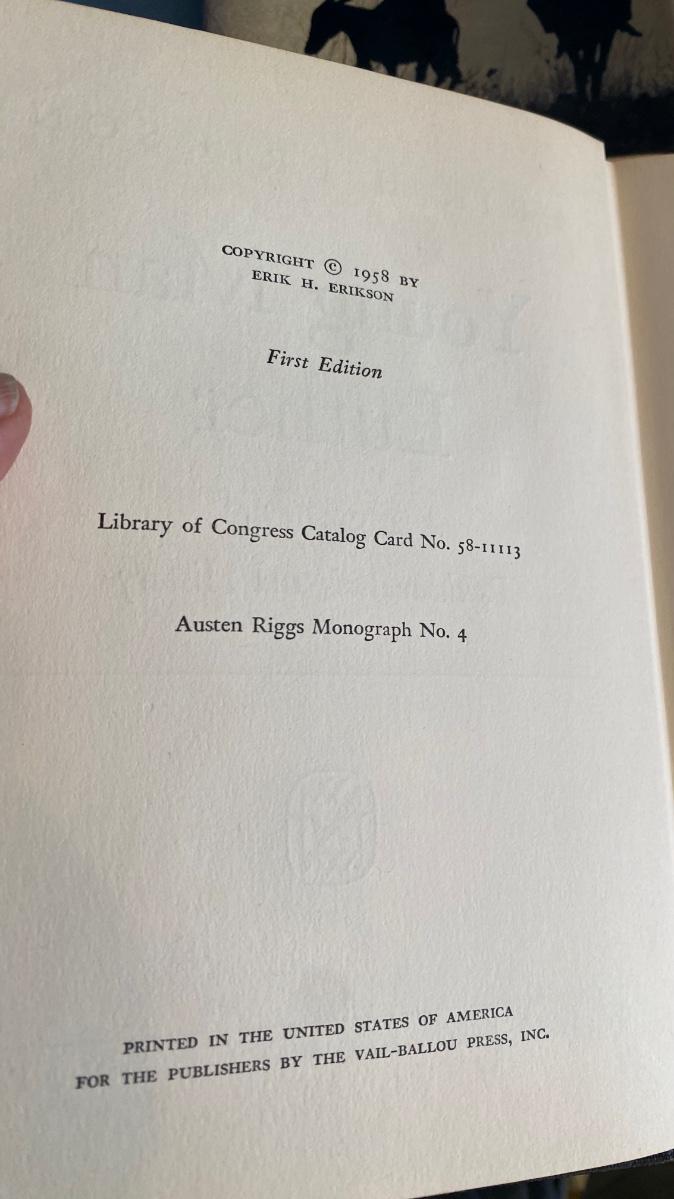 COPYRIGHT © 1958 BY
ERIK H. ERIKSON
First Edition
Library of Congress Catalog Card No. 58-11113
Austen Riggs Monograph No. 4
PRINTED IN THE UNITED STATES OF AMERICA
FOR THE PUBLISHERS BY THE VAIL-BALLOU PRESS, INC.